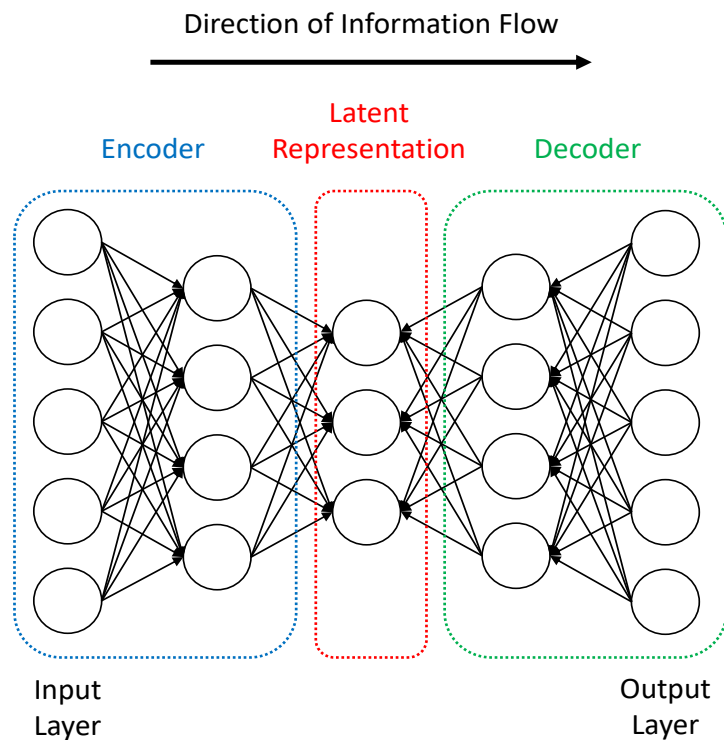 Direction of Information Flow
Encoder
Latent
Representation
Decoder
Input
Layer
Output
Layer